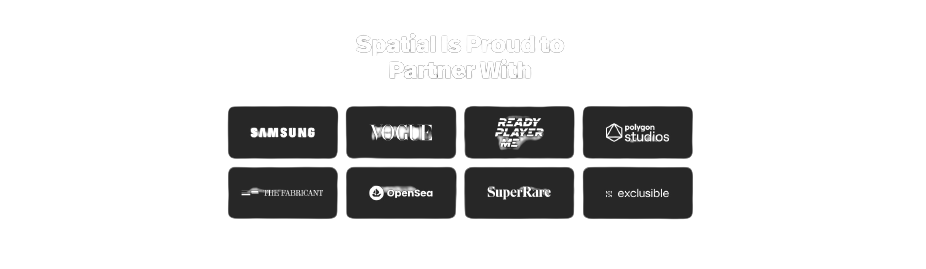 Spatial Is Proud to
Partner With
SAMSUNG
VOGUE
READY
PLAYER
ME
polygon
studios
THE FABRICANT
OpenSea
SuperRare
exclusible